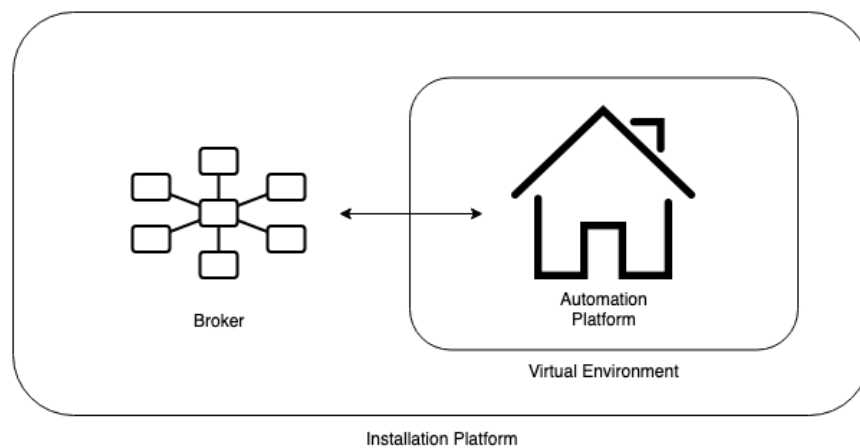 Broker
Automation
Platform
Virtual Environment
Installation Platform